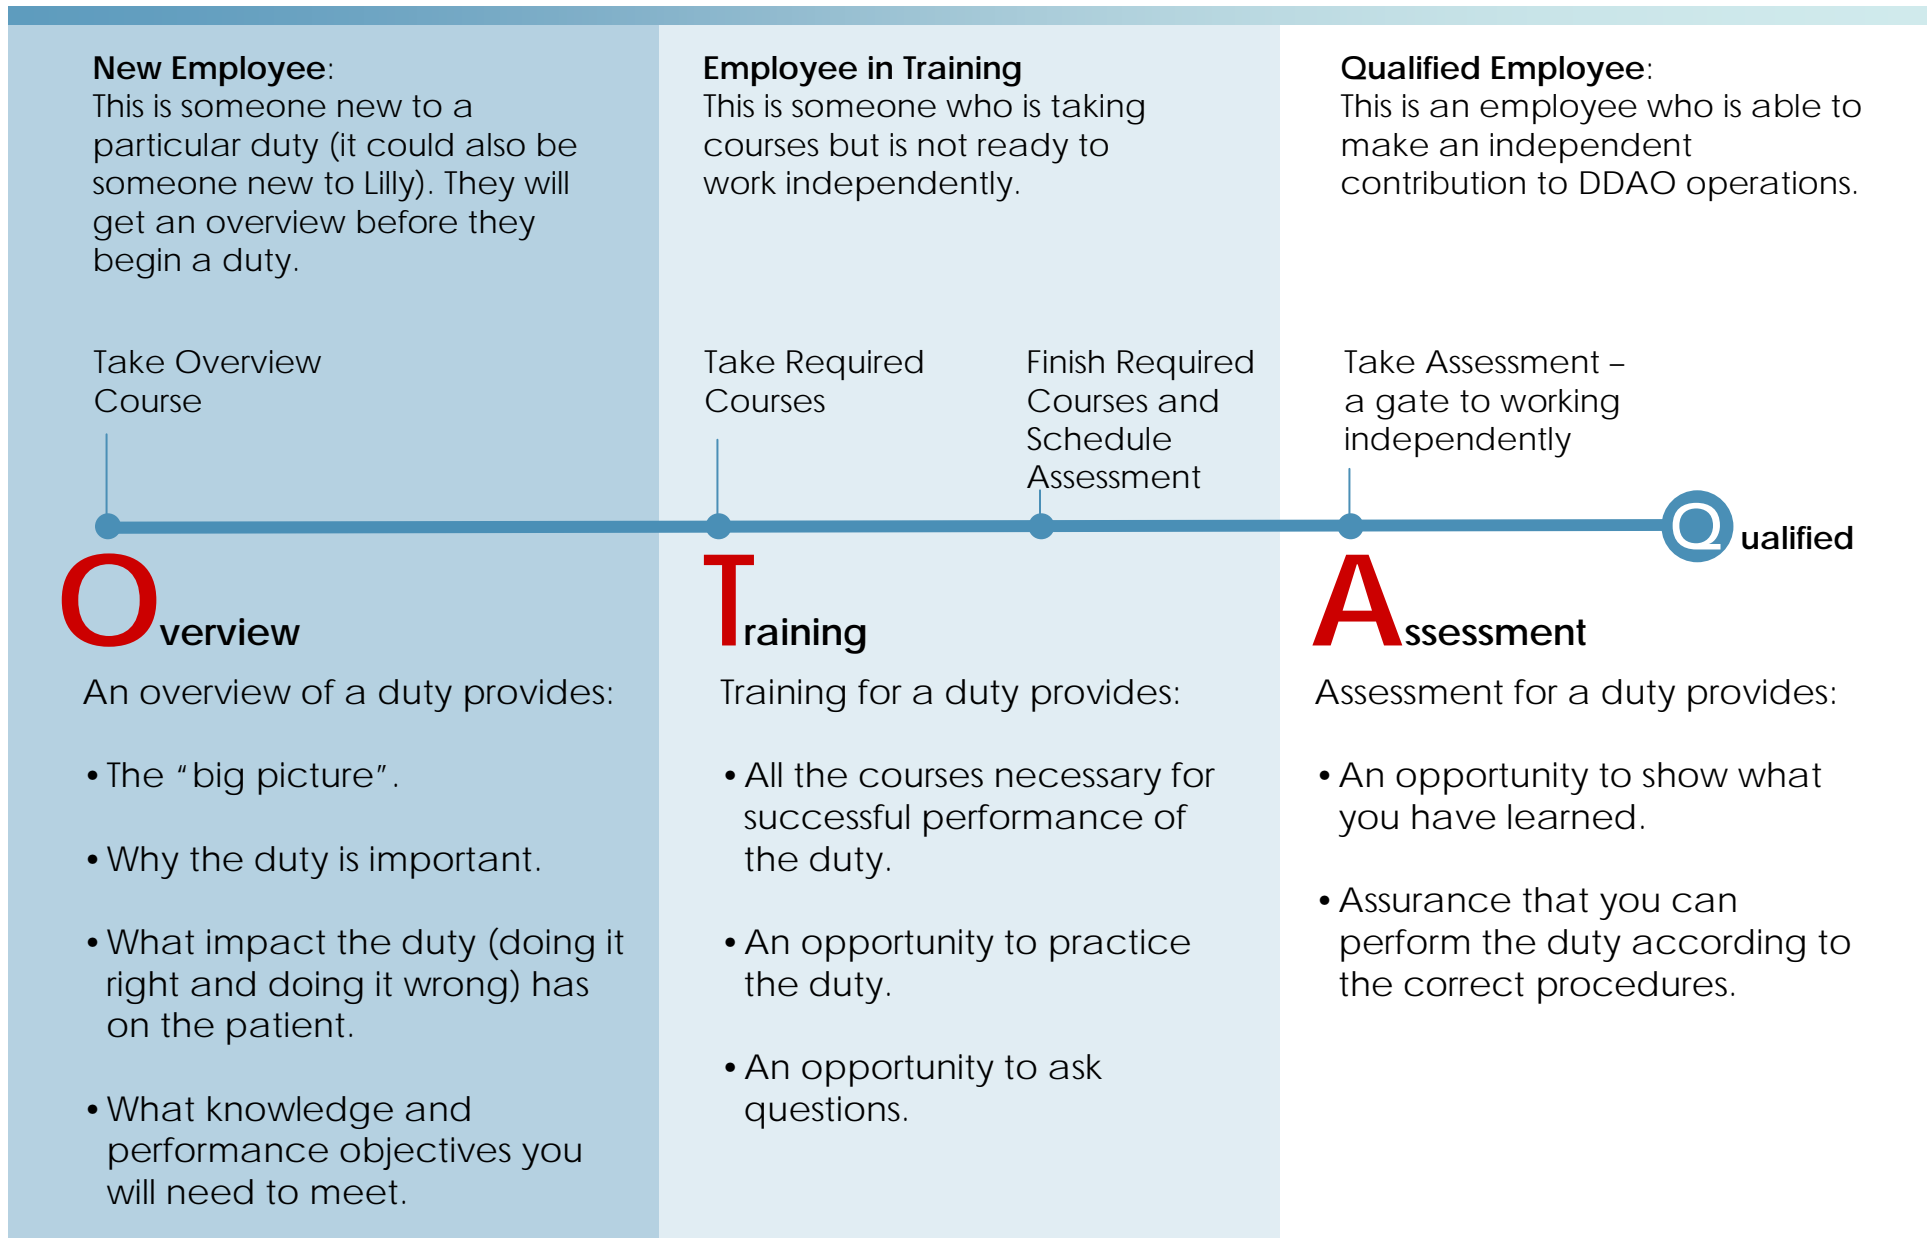 New Employee:
This is someone new to a
particular duty (it could also be
someone new to Lilly). They will
get an overview before they
begin a duty.
Employee in Training
This is someone who is taking
courses but is not ready to
work independently.
Qualified Employee:
This is an employee who is able to
make an independent
contribution to DDAO operations.
Take Overview
Course
Take Required
Courses
Finish Required
Courses and
Schedule
Assessment
Take Assessment –
a gate to working
independently
Qualified
Overview
An overview of a duty provides:
• The “big picture”.
• Why the duty is important.
• What impact the duty (doing it
right and doing it wrong) has
on the patient.
• What knowledge and
performance objectives you
will need to meet.
Training
Training for a duty provides:
• All the courses necessary for
successful performance of
the duty.
• An opportunity to practice
the duty.
• An opportunity to ask
questions.
Assessment
Assessment for a duty provides:
• An opportunity to show what
you have learned.
• Assurance that you can
perform the duty according to
the correct procedures.